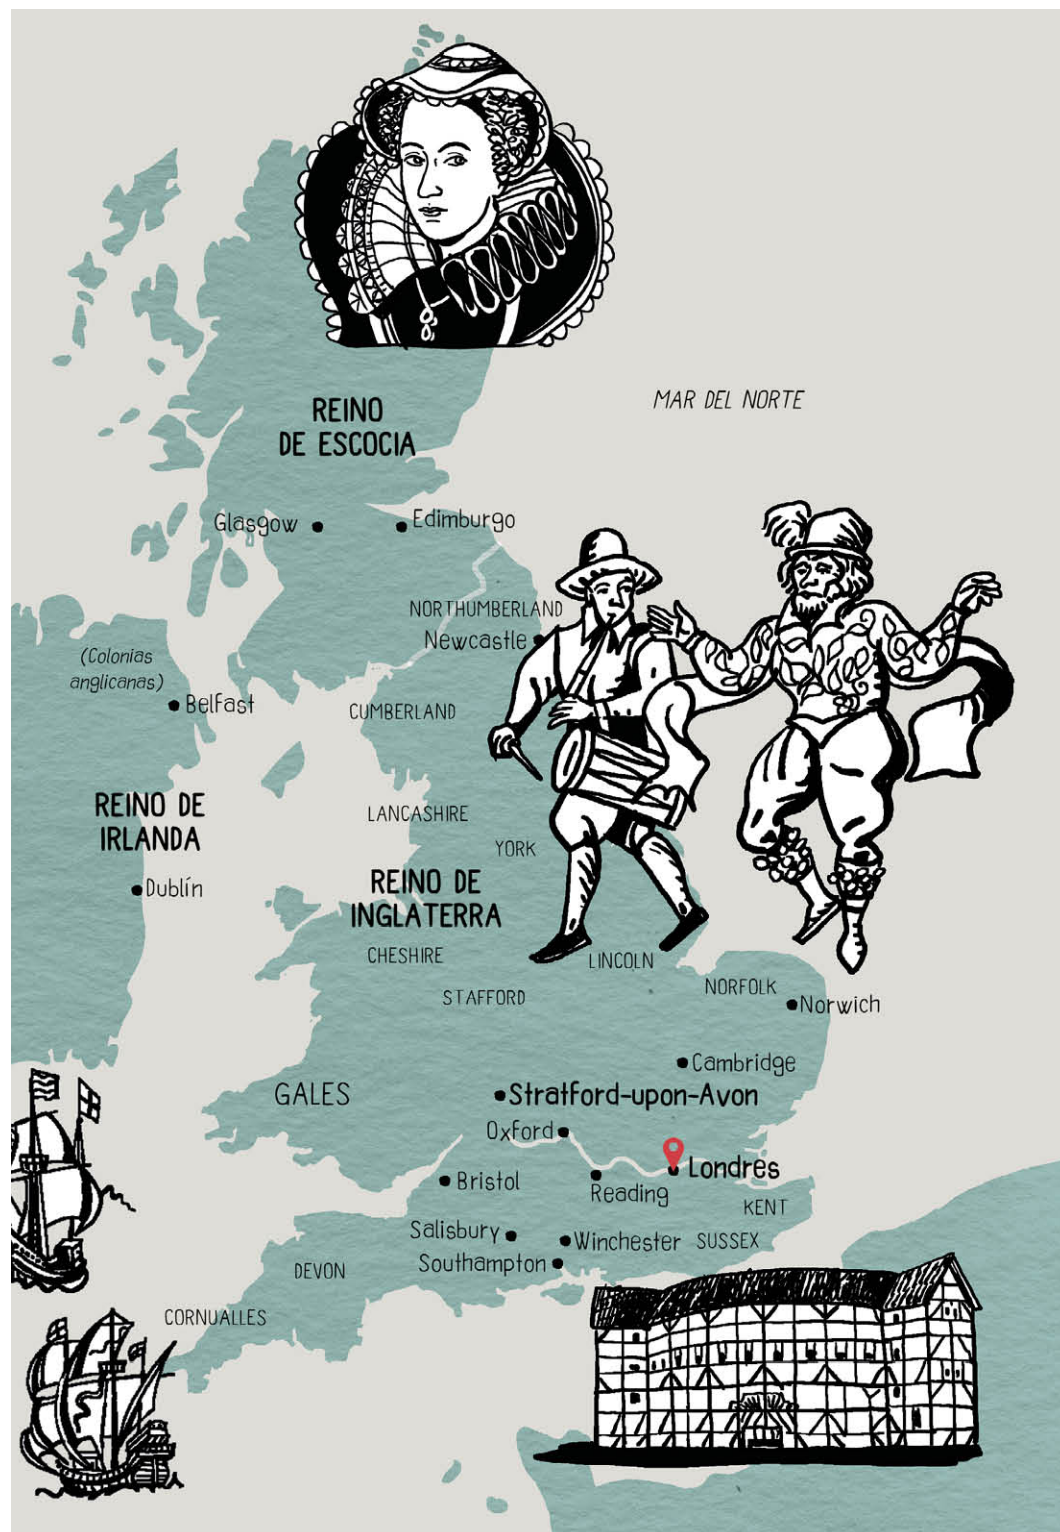 REINO
DE ESCOCIA
MAR DEL NORTE
Glasgow
Edimburgo
NORTHUMBERLAND
Newcastle
(Colonias
anglicanas)
Belfast
CUMBERLAND
REINO DE
IRLANDA
LANCASHIRE
YORK
Dublín
REINO DE
INGLATERRA
CHESHIRE
LINCOLN
STAFFORD
NORFOLK
Norwich
Cambridge
GALES
Stratford-upon-Avon
Oxford
Londres
Bristol
Reading
KENT
Salisbury
Winchester
SUSSEX
Southampton
DEVON
CORNUALLES